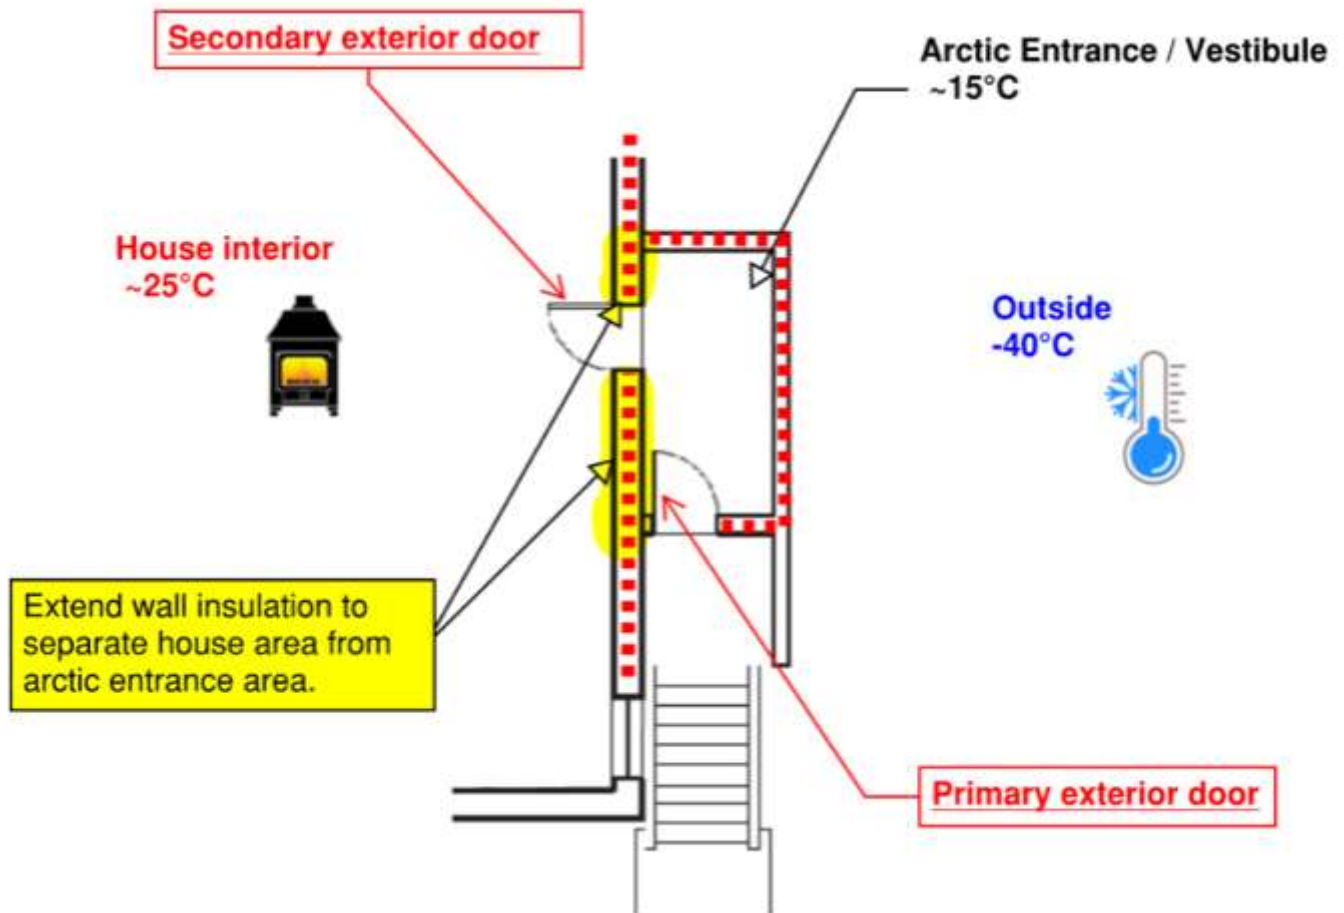 Secondary exterior door
Arctic Entrance / Vestibule
~15°C
House interior
~25°C
Outside
-40°C
Extend wall insulation to
separate house area from
arctic entrance area.
Primary exterior door